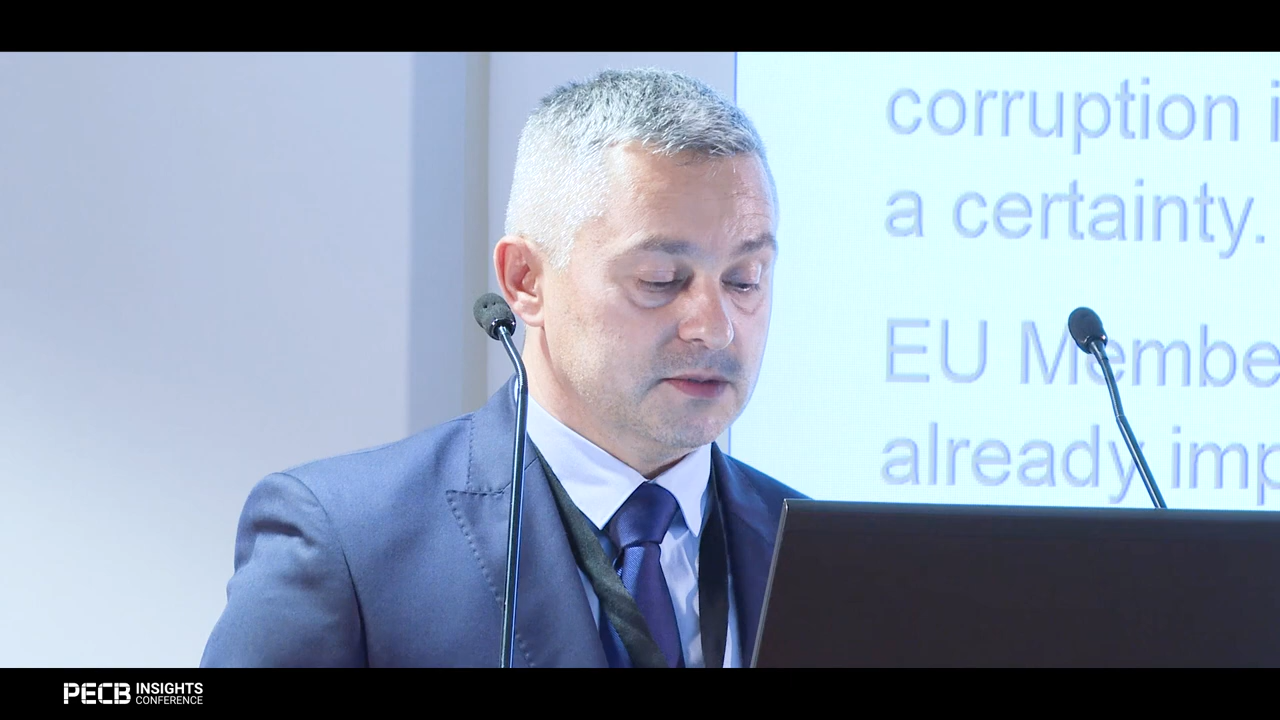 corruption i
a certainty.
EU Membe
already imp
PECB INSIGHTS
CONFERENCE